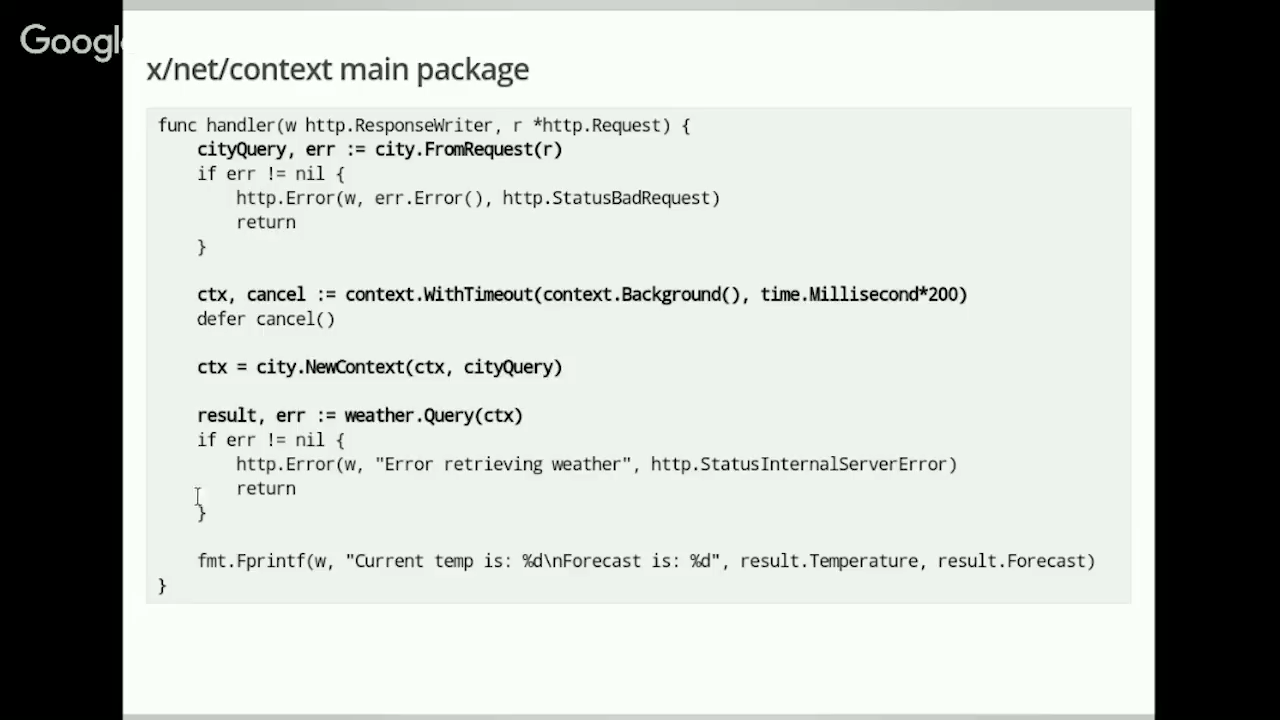 Google
x/net/context main package
func handler(w http.ResponseWriter, r *http.Request) {
    cityQuery, err := city.FromRequest(r)
    if err != nil {
        http.Error(w, err.Error(), http.StatusBadRequest)
        return
    }
    ctx, cancel := context.WithTimeout(context.Background(), time.Millisecond*200)
    defer cancel()
    ctx = city.NewContext(ctx, cityQuery)
    result, err := weather.Query(ctx)
    if err != nil {
        http.Error(w, "Error retrieving weather", http.StatusInternalServerError)
        return
    }
    fmt.Fprintf(w, "Current temp is: %d\nForecast is: %d", result.Temperature, result.Forecast)
}